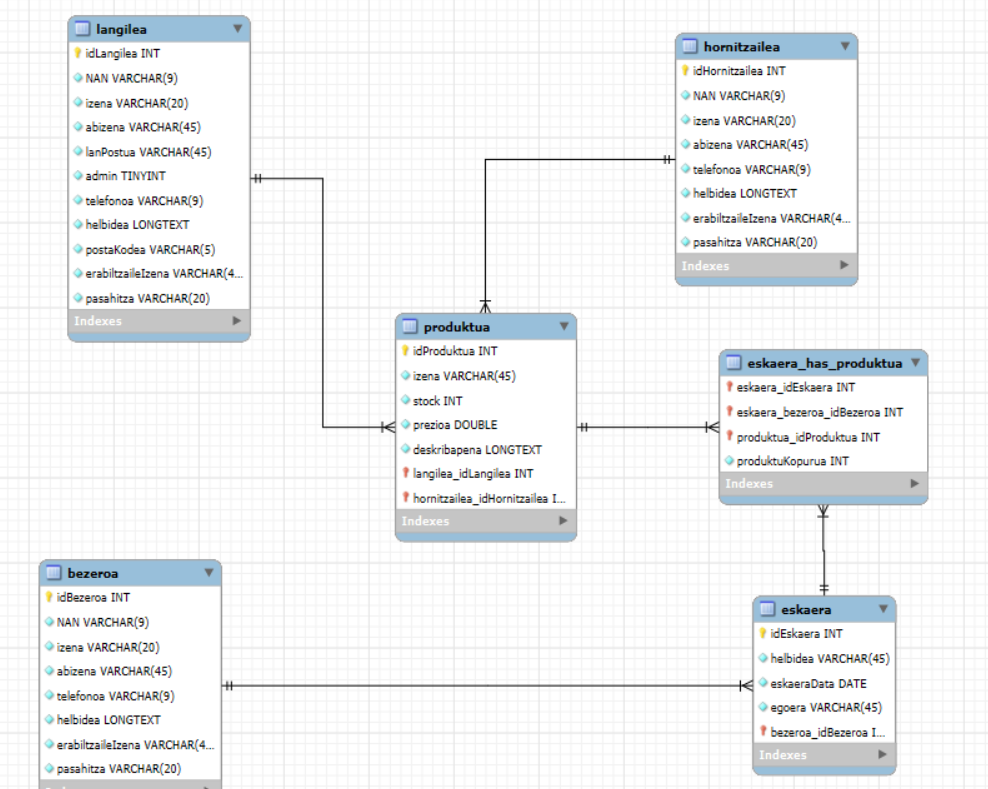 langilea
idLangilea INT
NAN VARCHAR(9)
izena VARCHAR(20)
abizena VARCHAR(45)
lanPostua VARCHAR(45)
admin TINYINT
telefonoa VARCHAR(9)
helbidea LONGTEXT
postaKodea VARCHAR(5)
erabiltzaileIzena VARCHAR(4...
pasahitza VARCHAR(20)
Indexes
hornitzailea
idHornitzailea INT
NAN VARCHAR(9)
izena VARCHAR(20)
abizena VARCHAR(45)
telefonoa VARCHAR(9)
helbidea LONGTEXT
erabiltzaileIzena VARCHAR(4...
pasahitza VARCHAR(20)
Indexes
produktua
idProduktua INT
izena VARCHAR(45)
stock INT
prezioa DOUBLE
deskribapena LONGTEXT
langilea_idLangilea INT
hornitzailea_idHornitzailea I...
Indexes
eskaera_has_produktua
eskaera_idEskaera INT
eskaera_bezeroa_idBezeroa INT
produktua_idProduktua INT
produktuKopurua INT
Indexes
bezeroa
idBezeroa INT
NAN VARCHAR(9)
izena VARCHAR(20)
abizena VARCHAR(45)
telefonoa VARCHAR(9)
helbidea LONGTEXT
erabiltzaileIzena VARCHAR(4...
pasahitza VARCHAR(20)
eskaera
idEskaera INT
helbidea VARCHAR(45)
eskaeraData DATE
egoera VARCHAR(45)
bezeroa_idBezeroa I...
Indexes